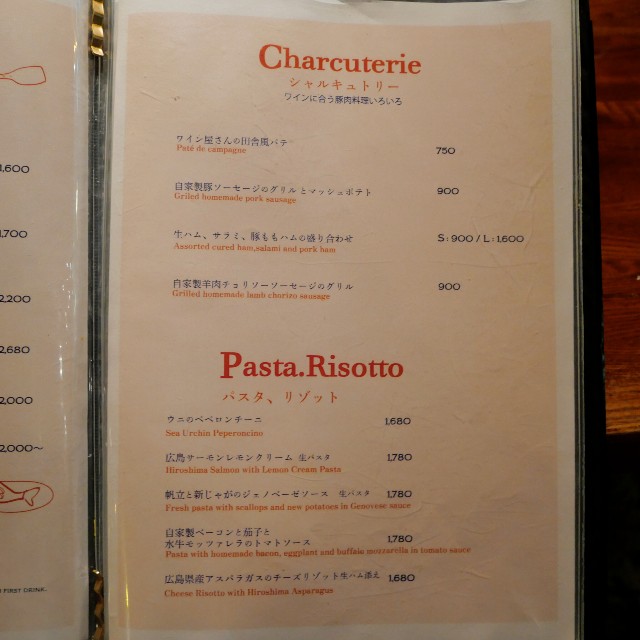 1,600
1,700
2,200
2,680
2,000
2,000〜
FIRST DRINK.
Charcuterie
シャルキュトリー
ワインに合う豚肉料理いろいろ
ワイン屋さんの田舎風パテ
Paté de campagne
750
自家製豚ソーセージのグリルとマッシュポテト
Griled homemade pork sausage
900
生ハム、サラミ、豚ももハムの盛り合わせ
Assorted cured ham,salami and pork ham
S : 900 / L : 1,600
自家製羊肉チョリソーソーセージのグリル
Grilled homemade lamb chorizo sausage
900
Pasta.Risotto
パスタ、リゾット
ウニのペペロンチーニ 1,680
Sea Urchin Peperoncino
広島サーモンレモンクリーム 生パスタ 1,780
Hiroshima Salmon with Lemon Cream Pasta
帆立と新じゃがのジェノベーゼソース 生パスタ 1,780
Fresh pasta with scallops and new potatoes in Genovese sauce
自家製ベーコンと茄子と
水牛モッツァレラのトマトソース 1,780
Pasta with homemade bacon, eggplant and buffalo mozzarella in tomato sauce
広島県産アスパラガスのチーズリゾット生ハム添え 1,680
Cheese Risotto with Hiroshima Asparagus